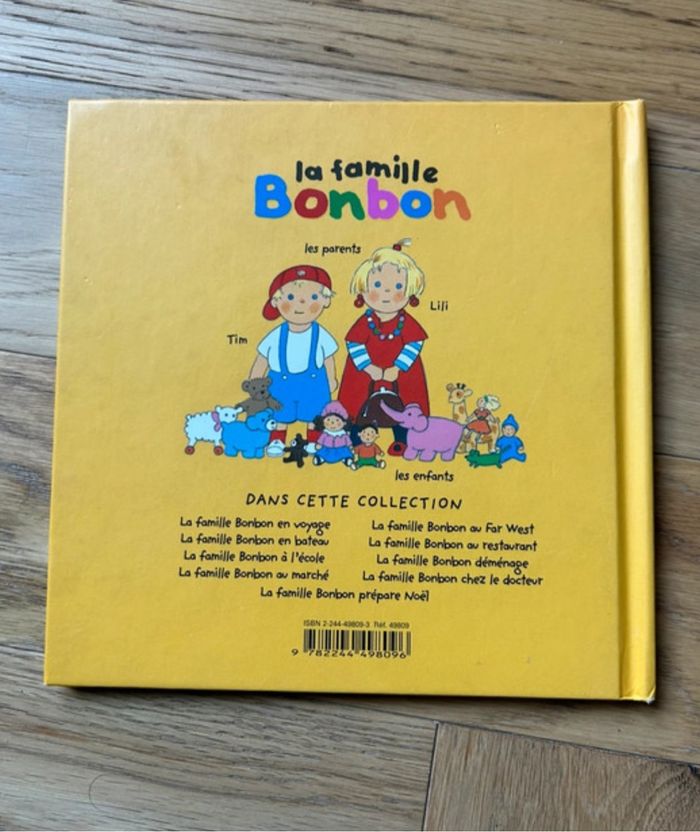 la famille
Bonbon
les parents
Lili
Tim
les enfants
DANS CETTE COLLECTION
La famille Bonbon en voyage
La famille Bonbon en bateau
La famille Bonbon à l'école
La famille Bonbon au marché
La famille Bonbon au Far West
La famille Bonbon au restaurant
La famille Bonbon déménage
La famille Bonbon chez le docteur
La famille Bonbon prépare Noël
ISBN 2-244-49809-3 Réf. 49809
9 782244 498096